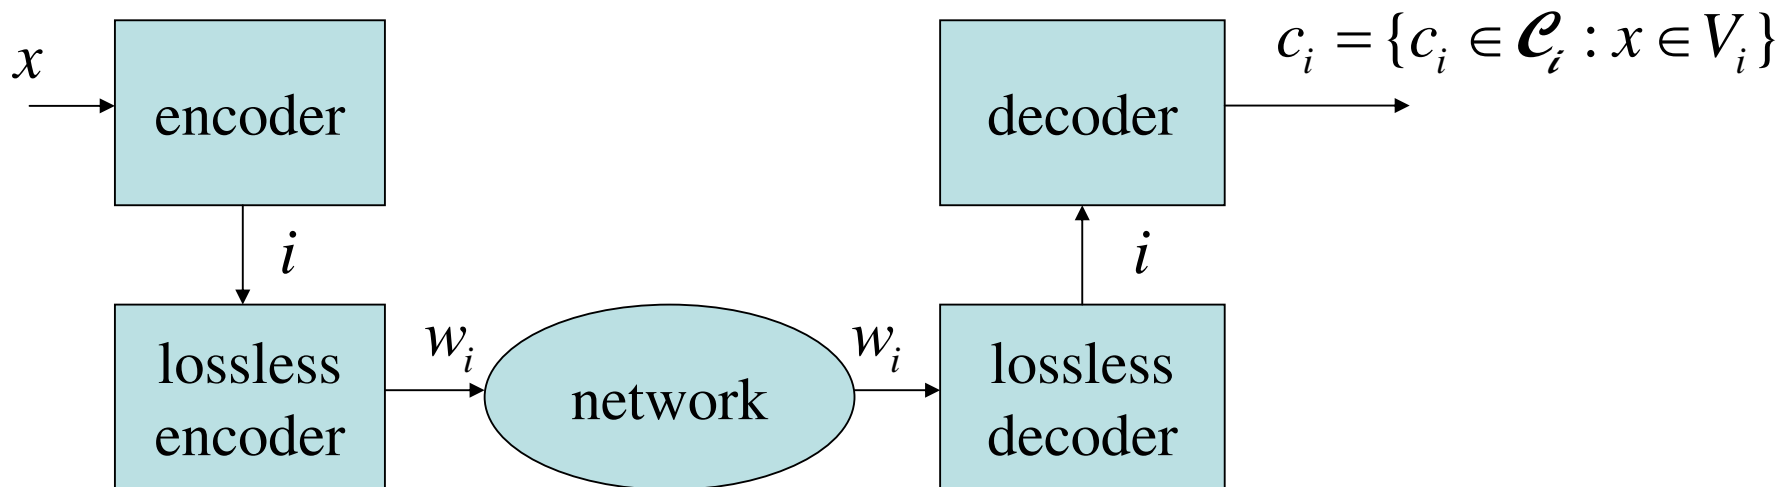 x
encoder
decoder
c_i = {c_i ∈ 𝓒_i : x ∈ V_i}
i
i
lossless
encoder
w_i
network
w_i
lossless
decoder